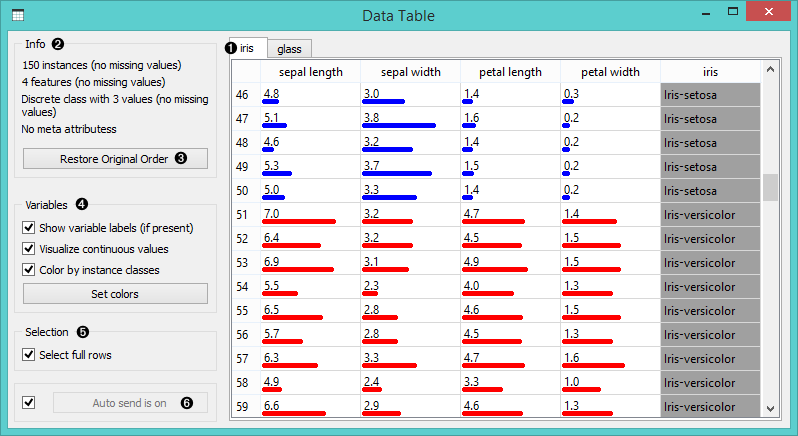 Data Table
Info ❷
150 instances (no missing values)
4 features (no missing values)
Discrete class with 3 values (no missing
values)
No meta attributess
Restore Original Order ❸
Variables ❹
Show variable labels (if present)
Visualize continuous values
Color by instance classes
Set colors
Selection ❺
Select full rows
Auto send is on ❻
❶ iris glass
sepal length sepal width petal length petal width iris
46 4.8 3.0 1.4 0.3 Iris-setosa
47 5.1 3.8 1.6 0.2 Iris-setosa
48 4.6 3.2 1.4 0.2 Iris-setosa
49 5.3 3.7 1.5 0.2 Iris-setosa
50 5.0 3.3 1.4 0.2 Iris-setosa
51 7.0 3.2 4.7 1.4 Iris-versicolor
52 6.4 3.2 4.5 1.5 Iris-versicolor
53 6.9 3.1 4.9 1.5 Iris-versicolor
54 5.5 2.3 4.0 1.3 Iris-versicolor
55 6.5 2.8 4.6 1.5 Iris-versicolor
56 5.7 2.8 4.5 1.3 Iris-versicolor
57 6.3 3.3 4.7 1.6 Iris-versicolor
58 4.9 2.4 3.3 1.0 Iris-versicolor
59 6.6 2.9 4.6 1.3 Iris-versicolor